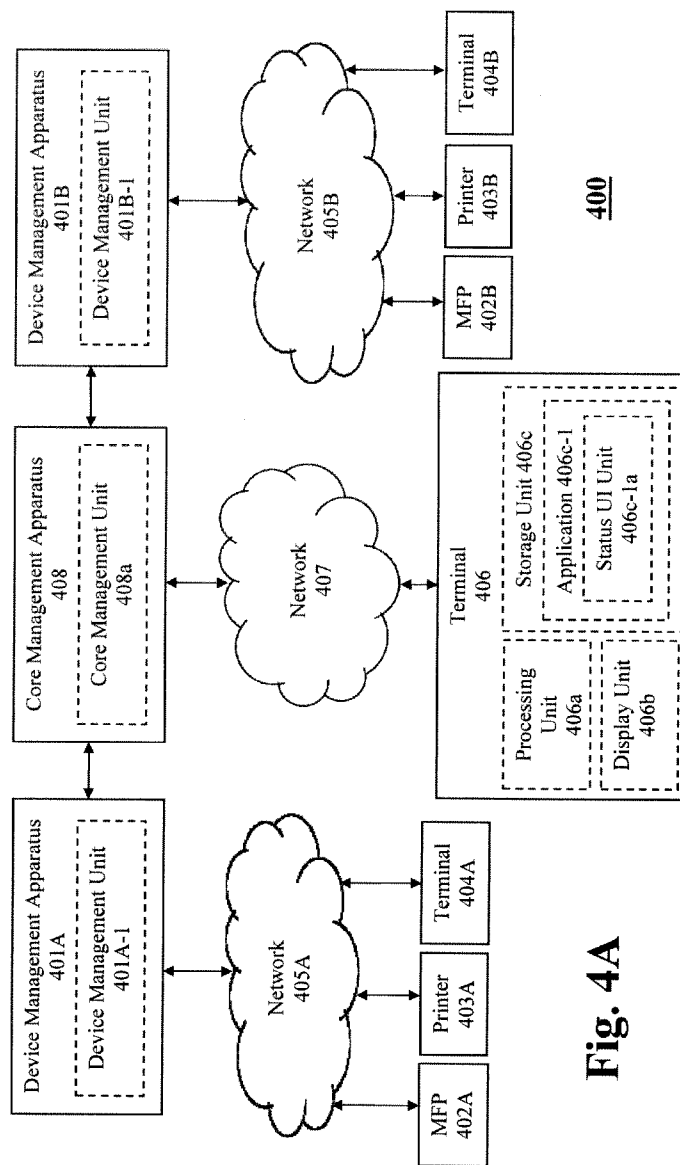 Device Management Apparatus
401A
Device Management Unit
401A-1
Core Management Apparatus
408
Core Management Unit
408a
Device Management Apparatus
401B
Device Management Unit
401B-1
Network
405A
Network
407
Network
405B
MFP
402A
Printer
403A
Terminal
404A
Terminal
406
Processing
Unit
406a
Display Unit
406b
Storage Unit 406c
Application 406c-1
Status UI Unit
406c-1a
MFP
402B
Printer
403B
Terminal
404B
Fig. 4A
400